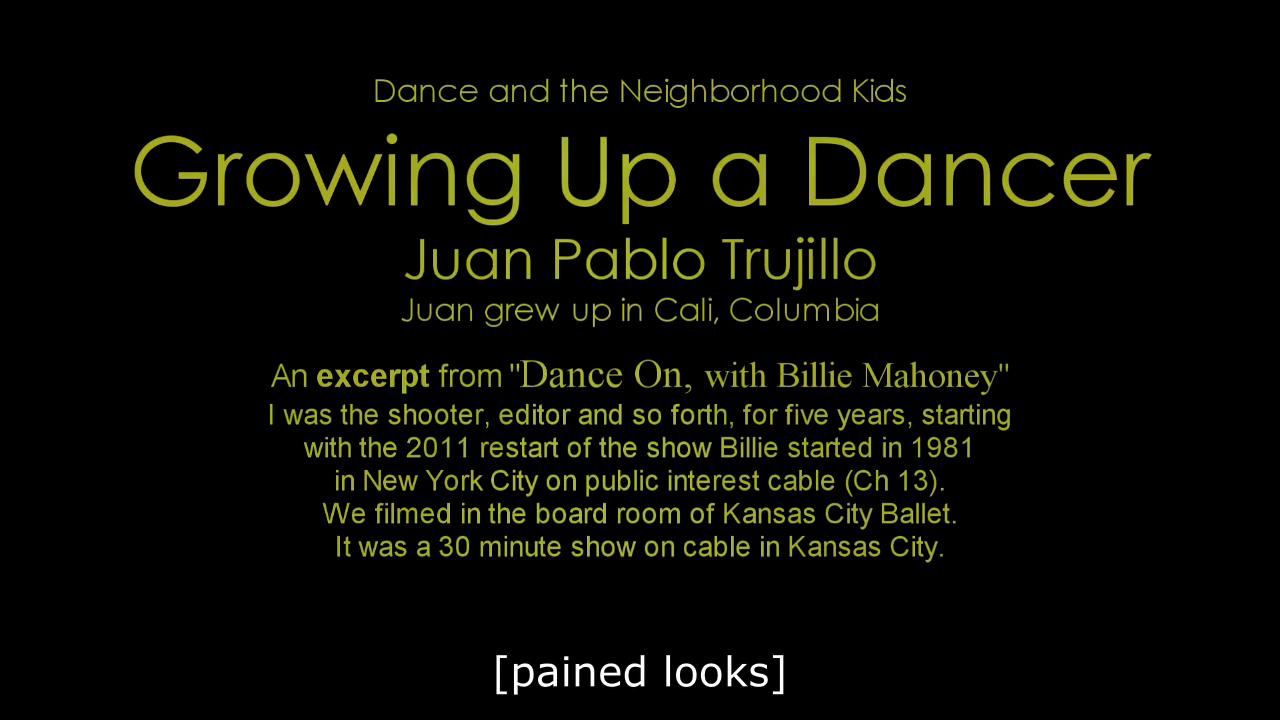 Dance and the Neighborhood Kids
Growing Up a Dancer
Juan Pablo Trujillo
Juan grew up in Cali, Columbia
An excerpt from "Dance On, with Billie Mahoney"
I was the shooter, editor and so forth, for five years, starting
with the 2011 restart of the show Billie started in 1981
in New York City on public interest cable (Ch 13).
We filmed in the board room of Kansas City Ballet.
It was a 30 minute show on cable in Kansas City.
[pained looks]